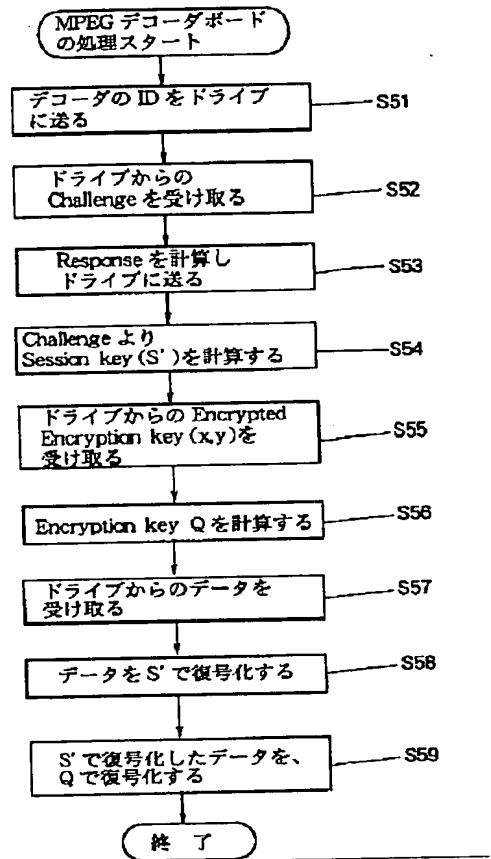 MPEG デコーダボード
の処理スタート
デコーダの ID をドライブ
に送る
S51
ドライブからの
Challenge を受け取る
S52
Response を計算し
ドライブに送る
S53
Challenge より
Session key (S')を計算する
S54
ドライブからの Encrypted
Encryption key (x,y)を
受け取る
S55
Encryption key Q を計算する
S56
ドライブからのデータを
受け取る
S57
データを S' で復号化する
S58
S' で復号化したデータを、
Q で復号化する
S59
終 了